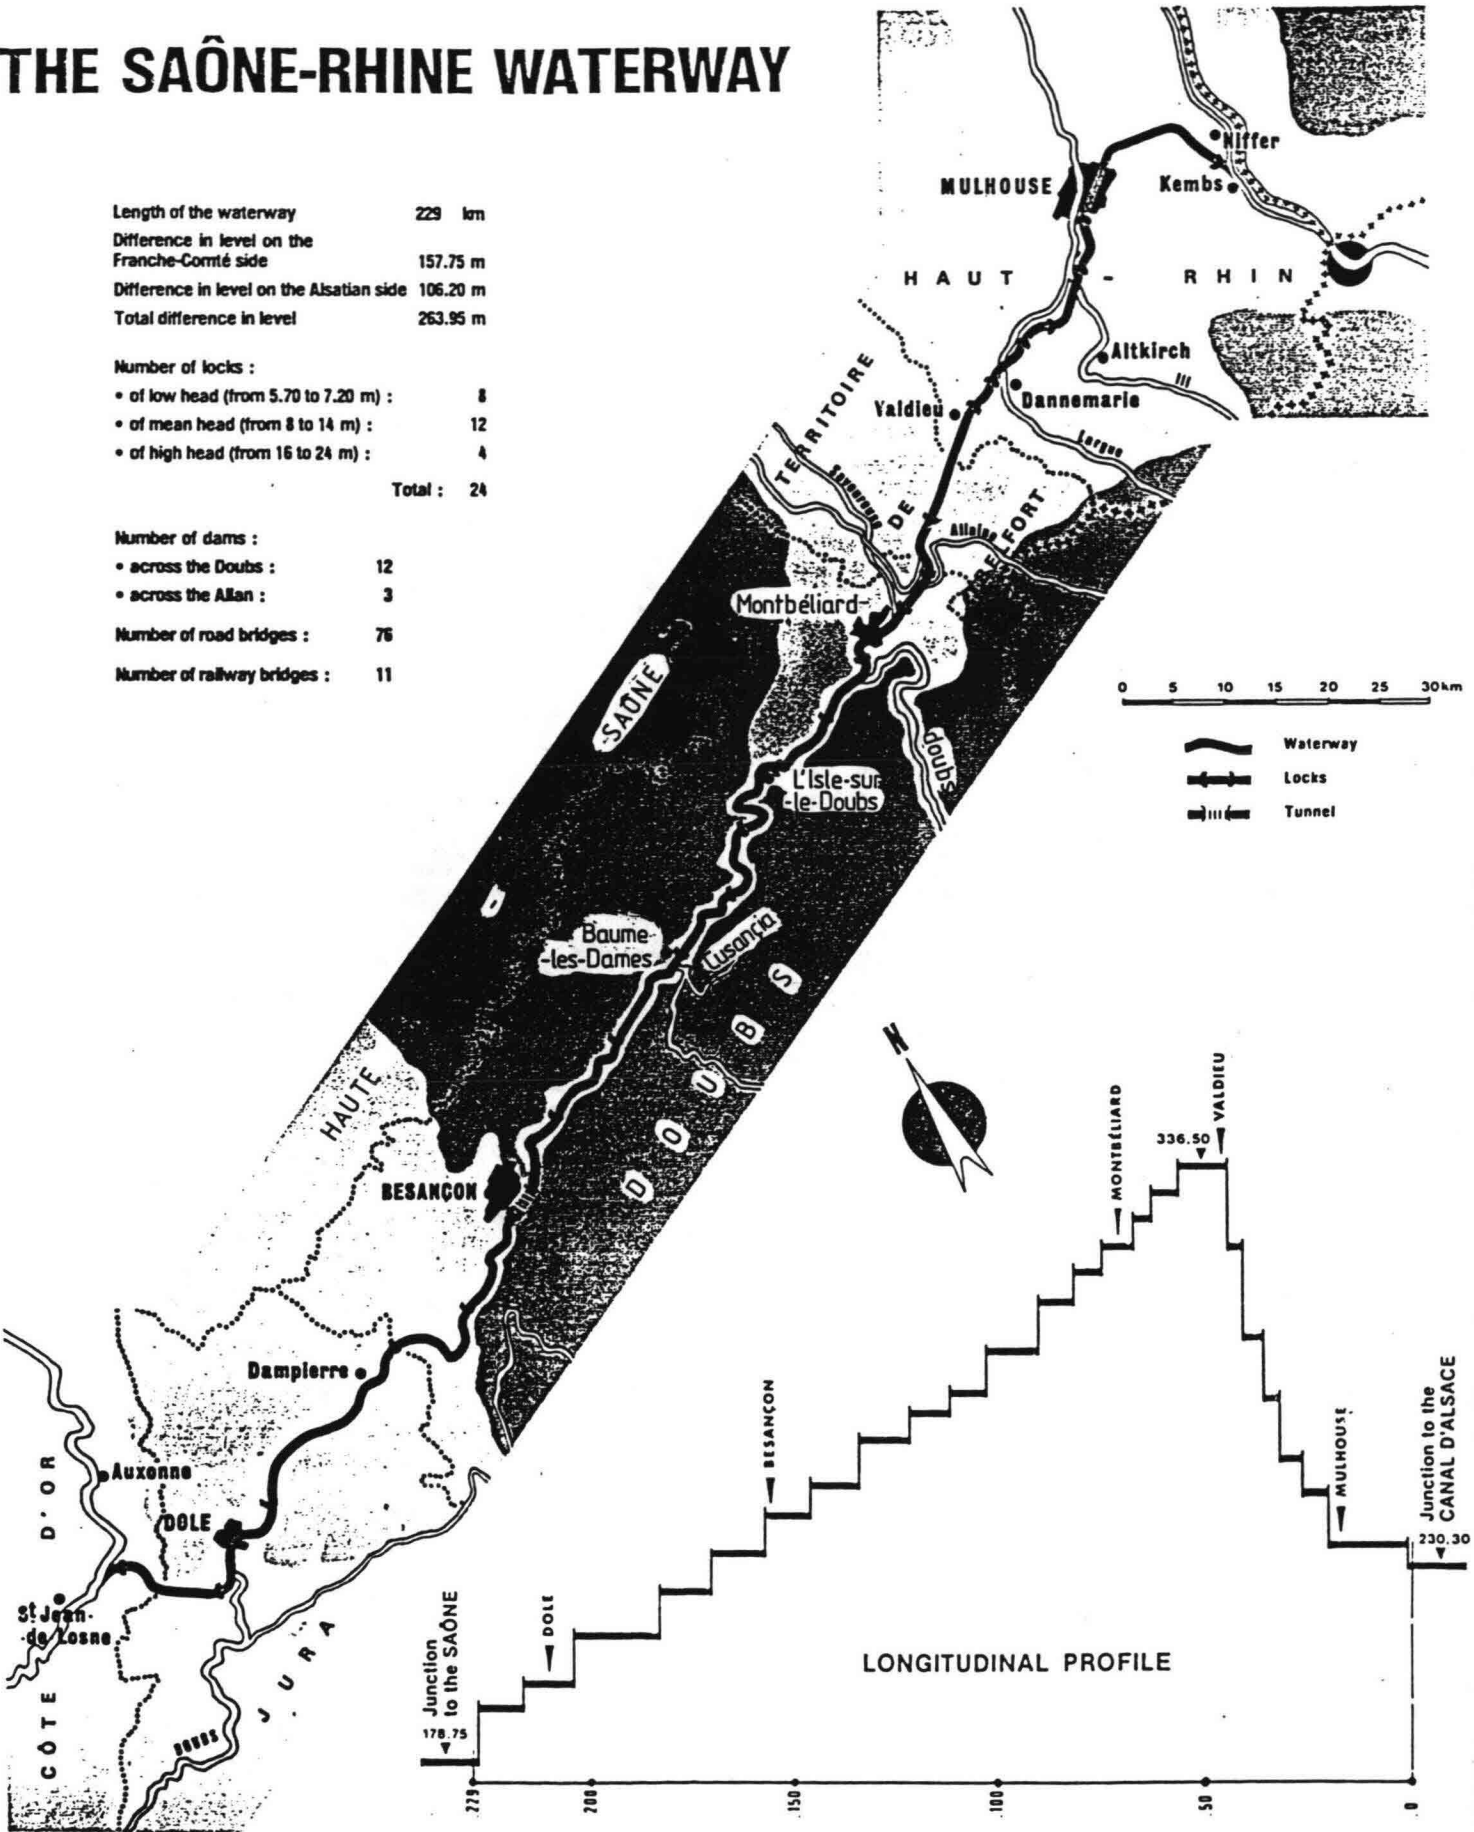 THE SAÔNE-RHINE WATERWAY
Length of the waterway 229 km
Difference in level on the
Franche-Comté side 157.75 m
Difference in level on the Alsatian side 106.20 m
Total difference in level 263.95 m
Number of locks :
• of low head (from 5.70 to 7.20 m) : 8
• of mean head (from 8 to 14 m) : 12
• of high head (from 16 to 24 m) : 4
Total : 24
Number of dams :
• across the Doubs : 12
• across the Allan : 3
Number of road bridges : 76
Number of railway bridges : 11
Niffer
MULHOUSE
Kembs
HAUT - RHIN
Altkirch
Ill
Dannemarie
Valdieu
Largue
TERRITOIRE
DE
BELFORT
Savoureuse
Allaine
Montbéliard
SAÔNE
doubs
L'Isle-sur
-le-Doubs
0 5 10 15 20 25 30km
Waterway
Locks
Tunnel
-
Baume
-les-Dames
Cusancia
DOUBS
HAUTE
BESANÇON
N
Dampierre
Auxonne
DOLE
St Jean-
de Losne
CÔTE D'OR
JURA
DOUBS
Junction
to the SAÔNE
178.75
DOLE
BESANÇON
MONTBÉLIARD
336.50
VALDIEU
MULHOUSE
Junction to the
CANAL D'ALSACE
230.30
LONGITUDINAL PROFILE
229 200 150 100 50 0